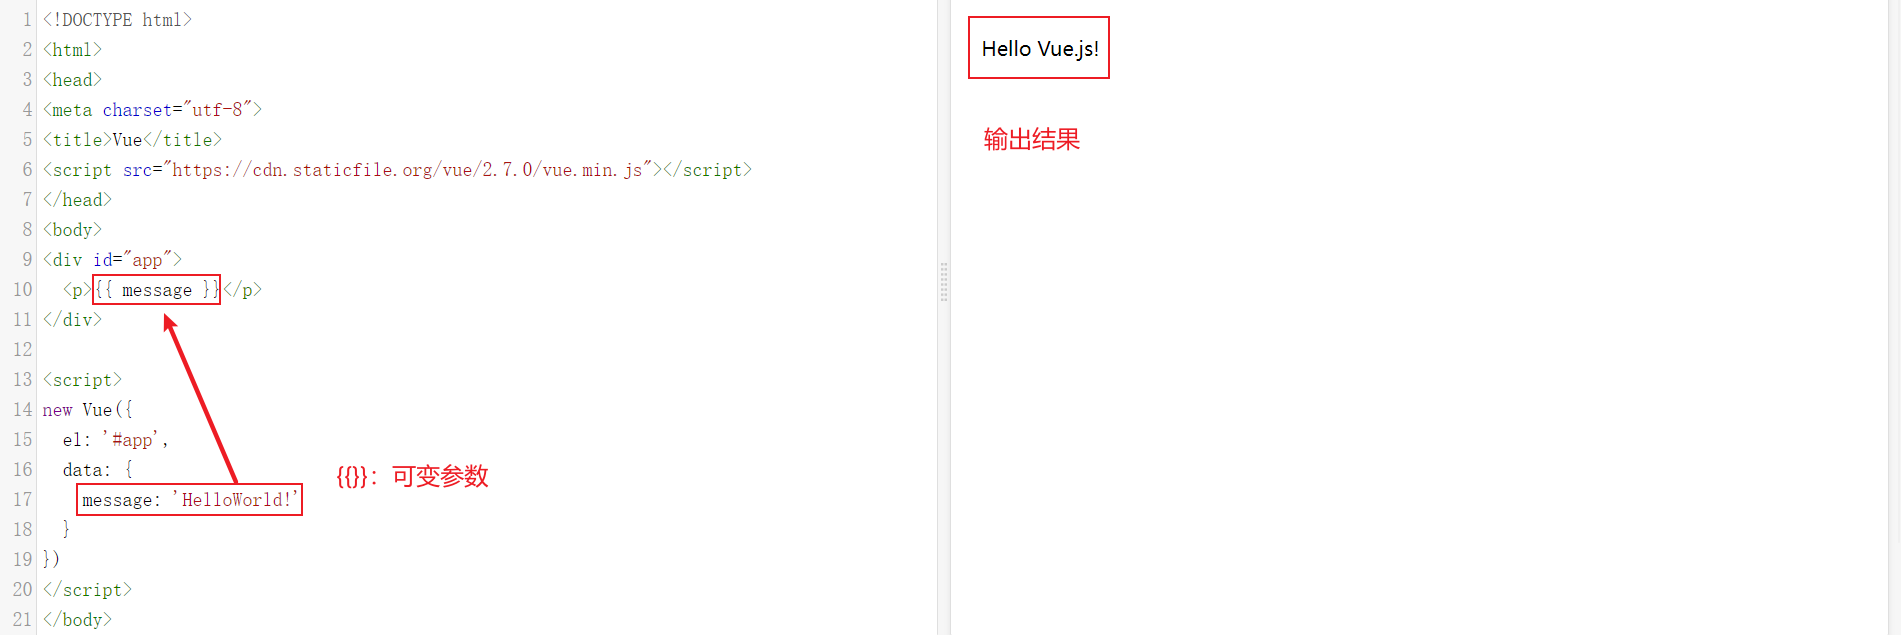 1 <!DOCTYPE html>
2 <html>
3 <head>
4 <meta charset="utf-8">
5 <title>Vue</title>
6 <script src="https://cdn.staticfile.org/vue/2.7.0/vue.min.js"></script>
7 </head>
8 <body>
9 <div id="app">
10   <p>{{ message }}</p>
11 </div>
12
13 <script>
14 new Vue({
15   el: '#app',
16   data: {
17     message: 'HelloWorld!'
18   }
19 })
20 </script>
21 </body>
{{}}：可变参数
Hello Vue.js!
输出结果